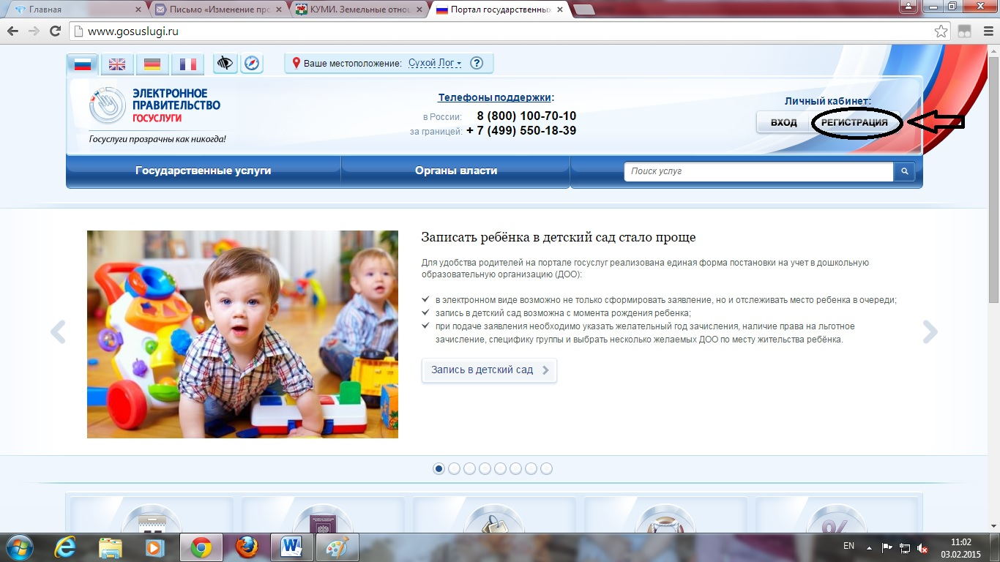 Главная
Письмо «Изменение про
КУМИ. Земельные отнош
Портал государственных
www.gosuslugi.ru
Ваше местоположение: Сухой Лог ?
ЭЛЕКТРОННОЕ
ПРАВИТЕЛЬСТВО
ГОСУСЛУГИ
Госуслуги прозрачны как никогда!
Телефоны поддержки:
в России: 8 (800) 100-70-10
за границей: + 7 (499) 550-18-39
Личный кабинет:
ВХОД РЕГИСТРАЦИЯ
Государственные услуги Органы власти Поиск услуг
Записать ребёнка в детский сад стало проще
Для удобства родителей на портале госуслуг реализована единая форма постановки на учет в дошкольную
образовательную организацию (ДОО):
в электронном виде возможно не только сформировать заявление, но и отслеживать место ребенка в очереди;
запись в детский сад возможна с момента рождения ребенка;
при подаче заявления необходимо указать желательный год зачисления, наличие права на льготное
зачисление, специфику группы и выбрать несколько желаемых ДОО по месту жительства ребёнка.
Запись в детский сад
%
EN
11:02
03.02.2015